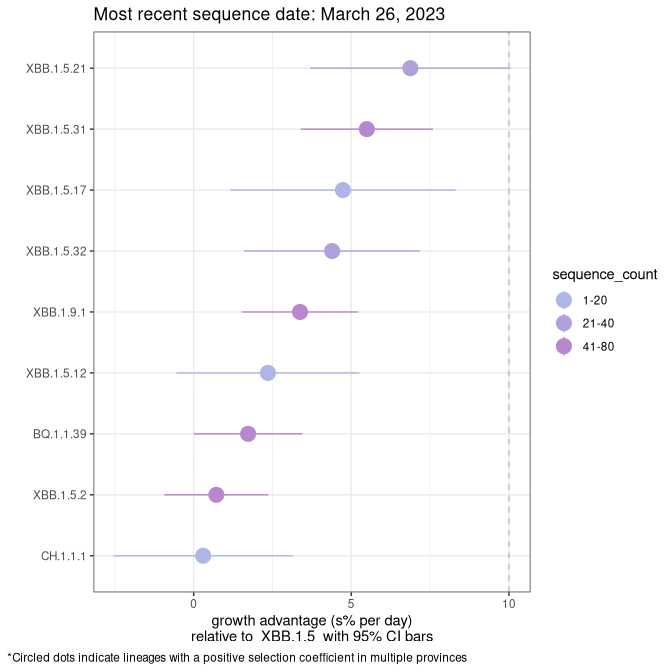 Most recent sequence date: March 26, 2023
XBB.1.5.21
XBB.1.5.31
XBB.1.5.17
XBB.1.5.32
XBB.1.9.1
XBB.1.5.12
BQ.1.1.39
XBB.1.5.2
CH.1.1.1
0 5 10
growth advantage (s% per day)
relative to XBB.1.5 with 95% CI bars
sequence_count
1-20
21-40
41-80
*Circled dots indicate lineages with a positive selection coefficient in multiple provinces